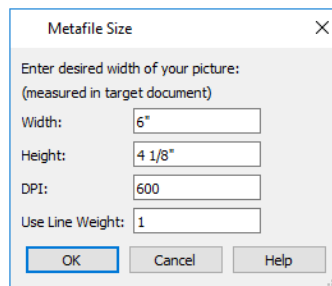 Metafile Size
Enter desired width of your picture:
(measured in target document)
Width: 6"
Height: 4 1/8"
DPI: 600
Use Line Weight: 1
OK Cancel Help